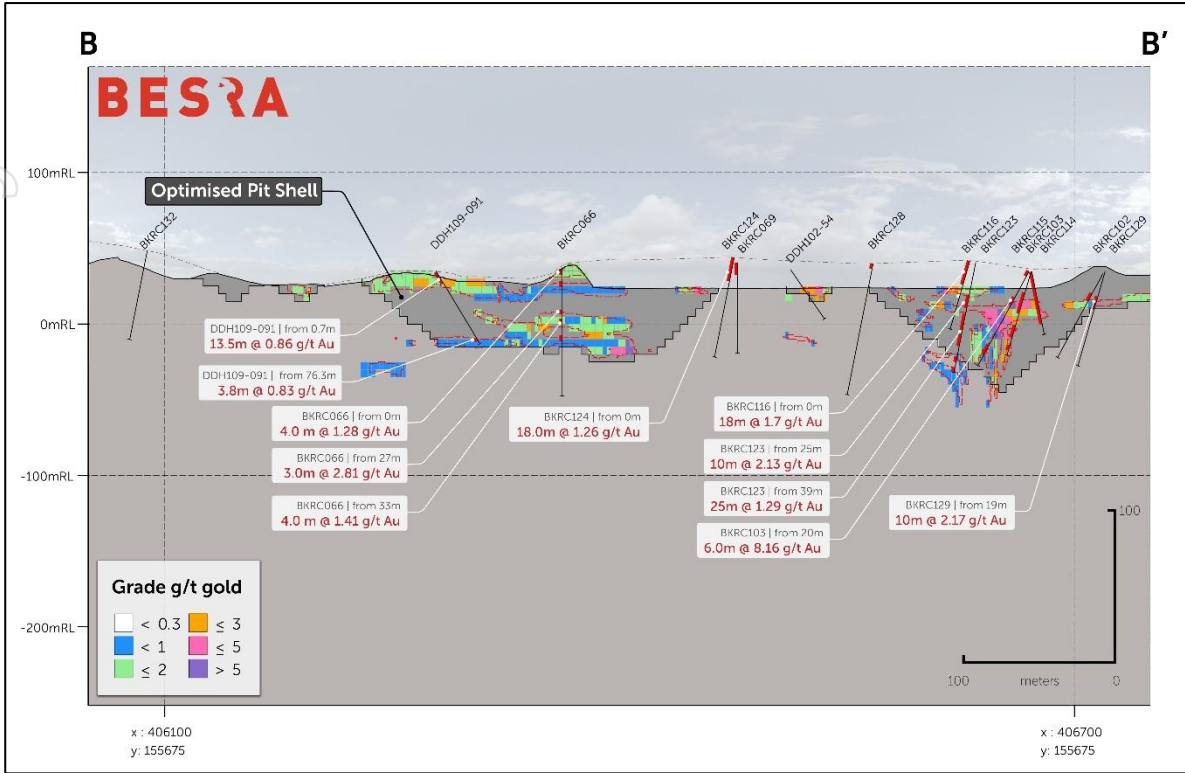 B
B'
BESRA
100mRL
Optimised Pit Shell
BKRC132
DDH109-091
BKRC066
BKRC124
BKRC069
DDH102-54
BKRC128
BKRC116
BKRC123
BKRC115
BKRC103
BKRC114
BKRC102
BKRC129
0mRL
DDH109-091 | from 0.7m
13.5m @ 0.86 g/t Au
DDH109-091 | from 76.3m
3.8m @ 0.83 g/t Au
BKRC066 | from 0m
4.0 m @ 1.28 g/t Au
BKRC066 | from 27m
3.0m @ 2.81 g/t Au
BKRC066 | from 33m
4.0 m @ 1.41 g/t Au
BKRC124 | from 0m
18.0m @ 1.26 g/t Au
BKRC116 | from 0m
18m @ 1.7 g/t Au
BKRC123 | from 25m
10m @ 2.13 g/t Au
BKRC123 | from 39m
25m @ 1.29 g/t Au
BKRC103 | from 20m
6.0m @ 8.16 g/t Au
BKRC129 | from 19m
10m @ 2.17 g/t Au
-100mRL
-200mRL
Grade g/t gold
< 0.3
≤ 3
< 1
≤ 5
≤ 2
> 5
100
100
meters
0
x : 406100
y: 155675
x : 406700
y: 155675